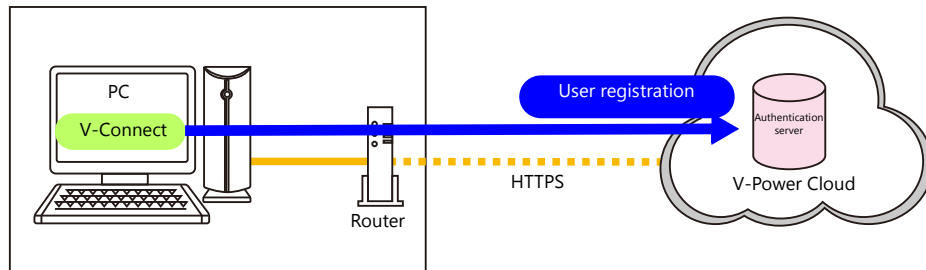 PC
V-Connect
Router
User registration
HTTPS
Authentication
server
V-Power Cloud